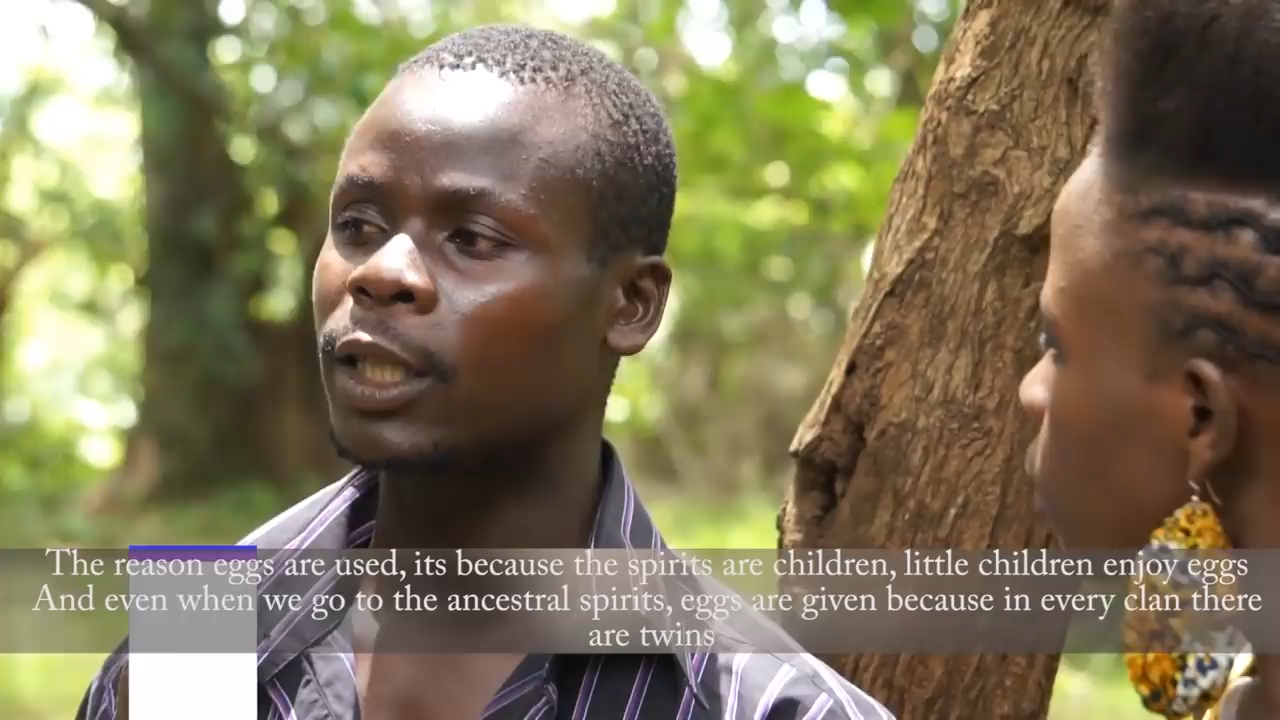 The reason eggs are used, its because the spirits are children, little children enjoy eggs
And even when we go to the ancestral spirits, eggs are given because in every clan there
are twins